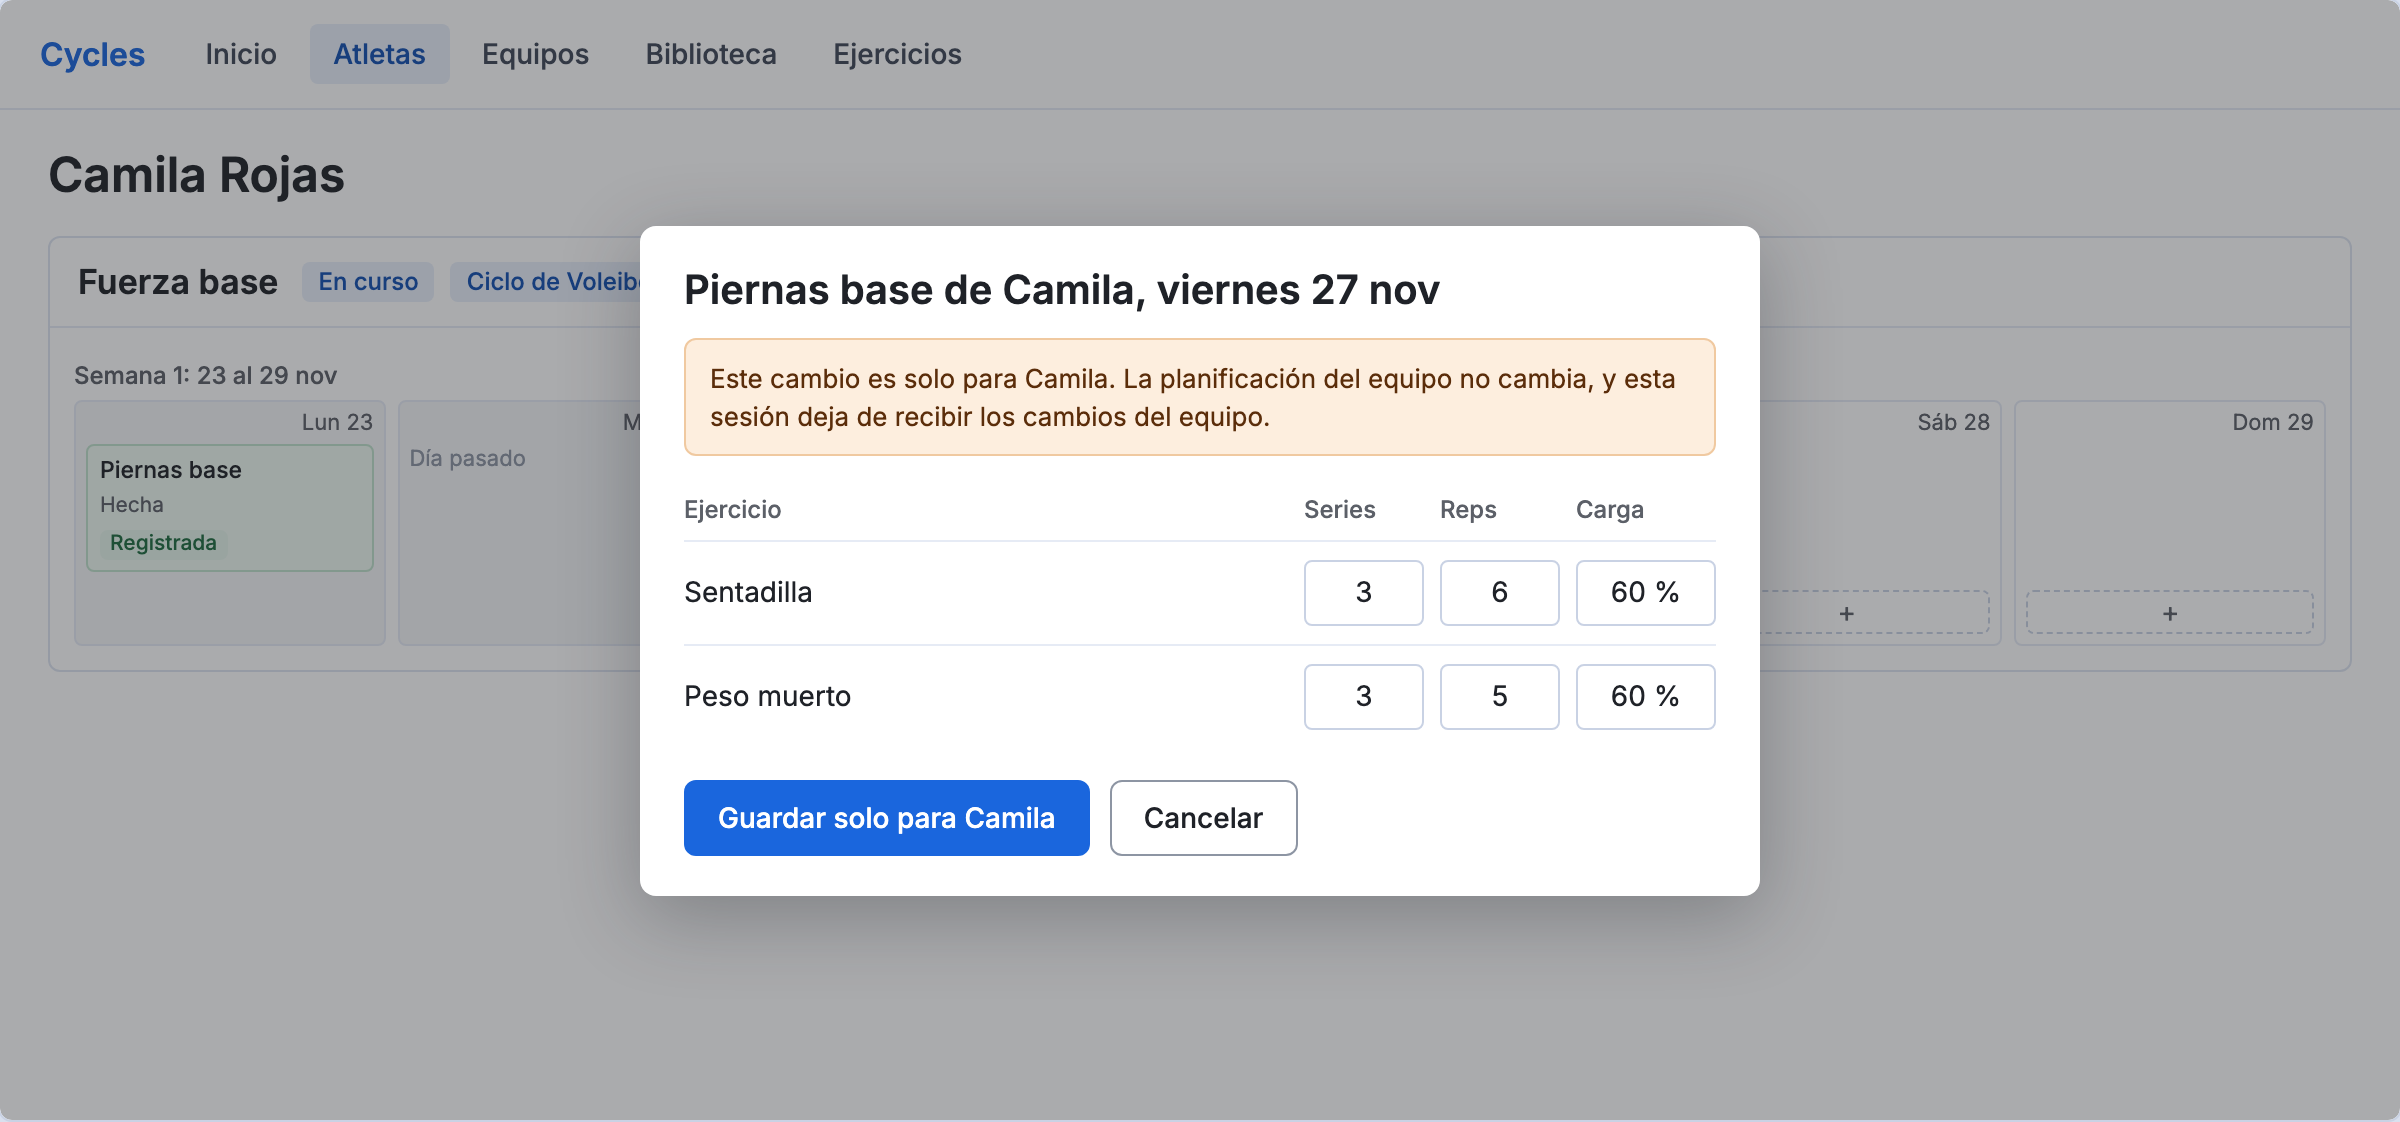 Cycles Inicio Atletas Equipos Biblioteca Ejercicios
Camila Rojas
Fuerza base En curso Ciclo de
Semana 1: 23 al 29 nov
Lun 23
Piernas base
Hecha
Registrada
Día pasado
Sáb 28
+
Dom 29
+
Piernas base de Camila, viernes 27 nov
Este cambio es solo para Camila. La planificación del equipo no cambia, y esta
sesión deja de recibir los cambios del equipo.
Ejercicio Series Reps Carga
Sentadilla 3 6 60 %
Peso muerto 3 5 60 %
Guardar solo para Camila Cancelar